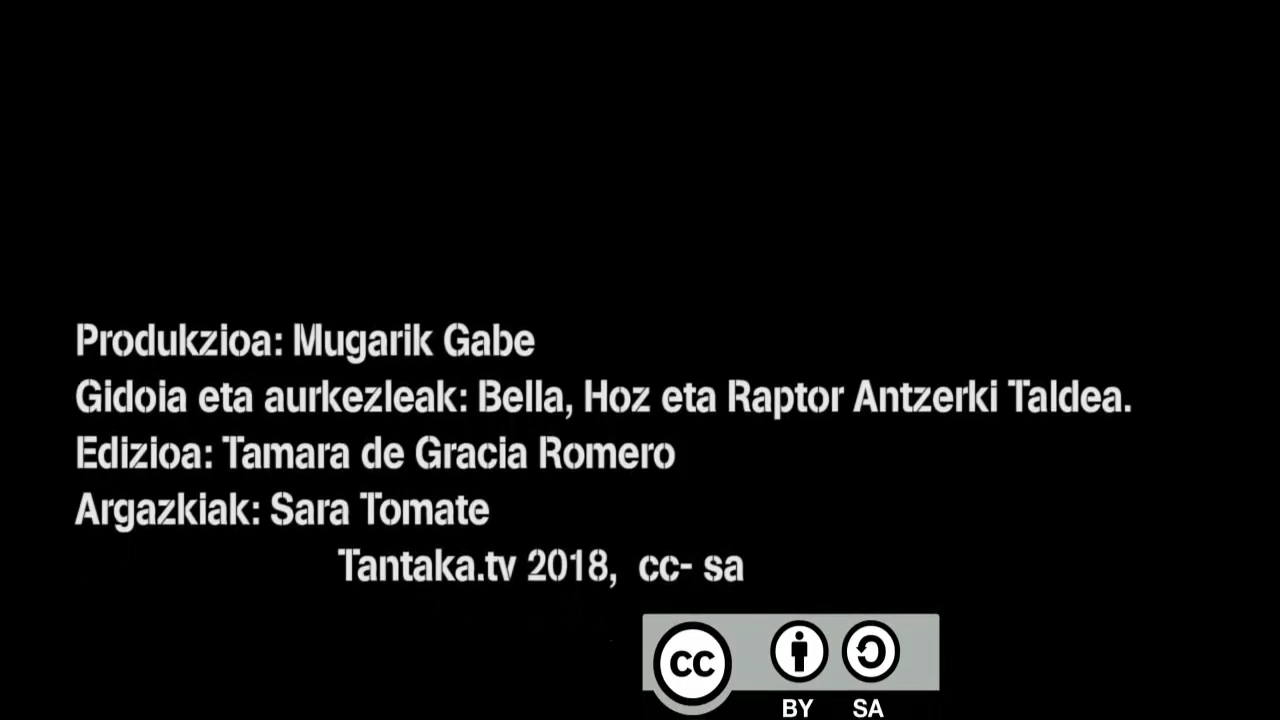 Produkzioa: Mugarik Gabe
Gidoia eta aurkezleak: Bella, Hoz eta Raptor Antzerki Taldea.
Edizioa: Tamara de Gracia Romero
Argazkiak: Sara Tomate
Tantaka.tv 2018, cc- sa
cc
BY SA